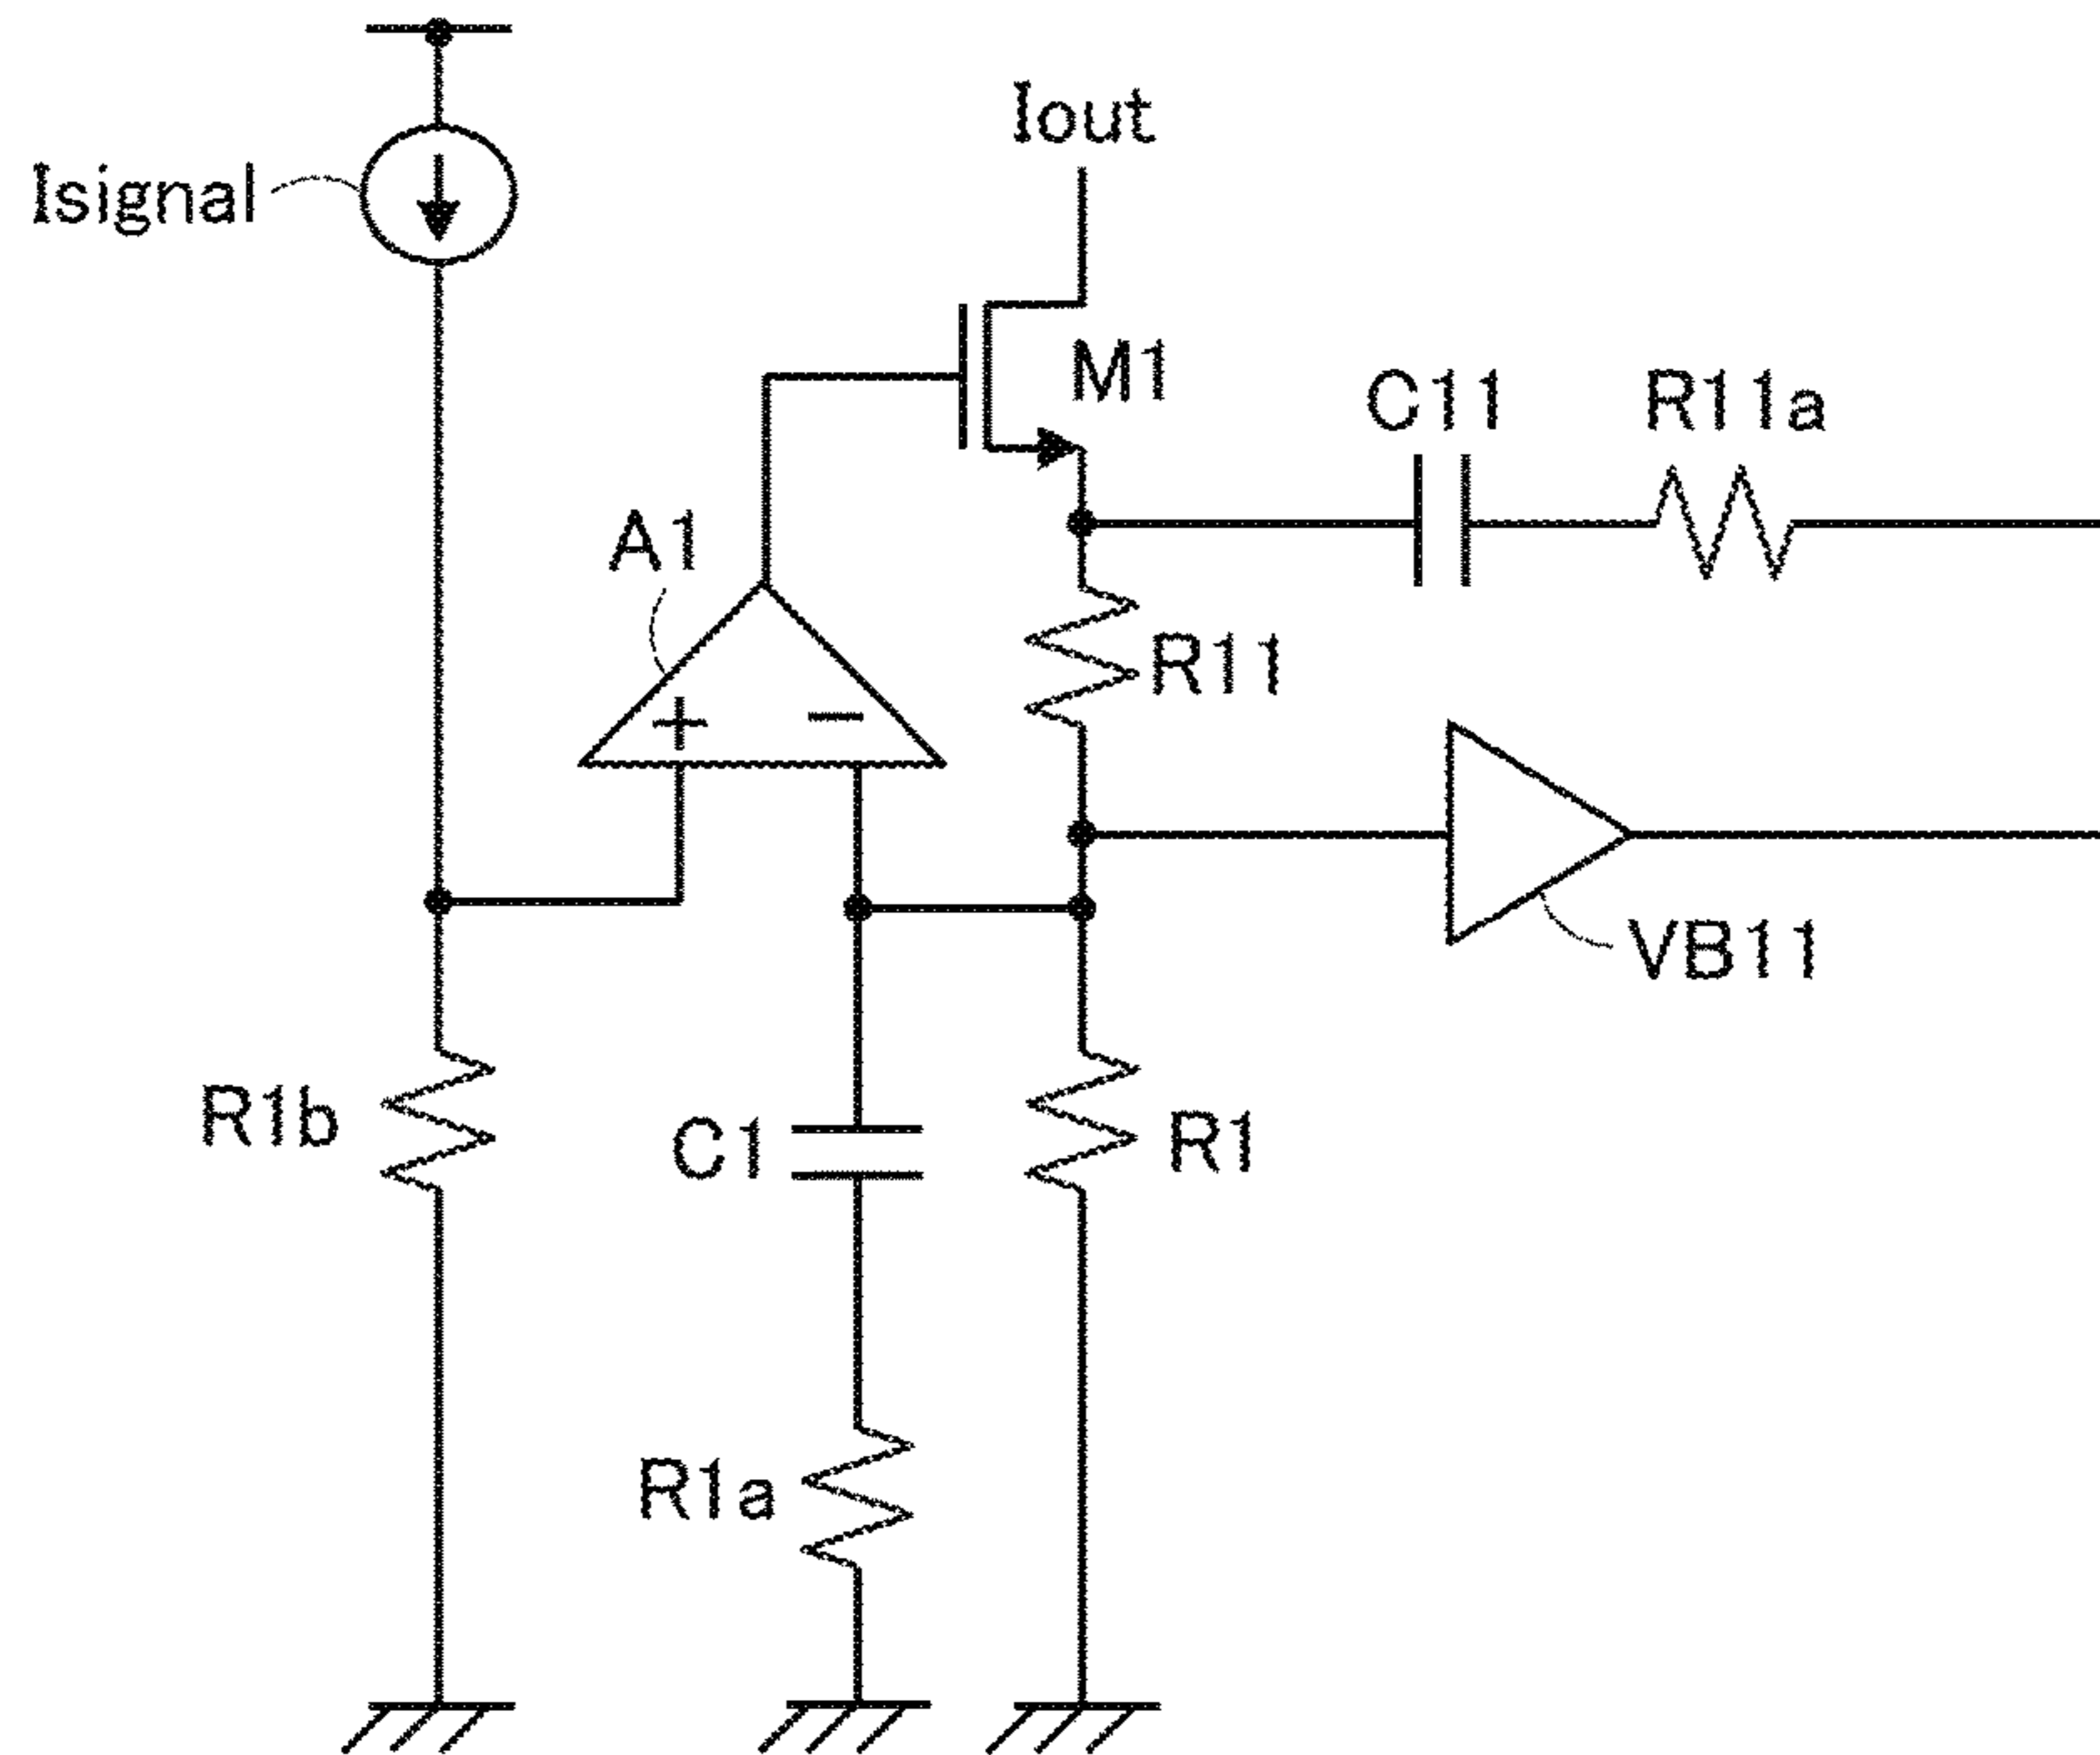 Iout
Isignal
M1
C11
R11a
A1
R11
+
−
VB11
R1b
C1
R1
R1a